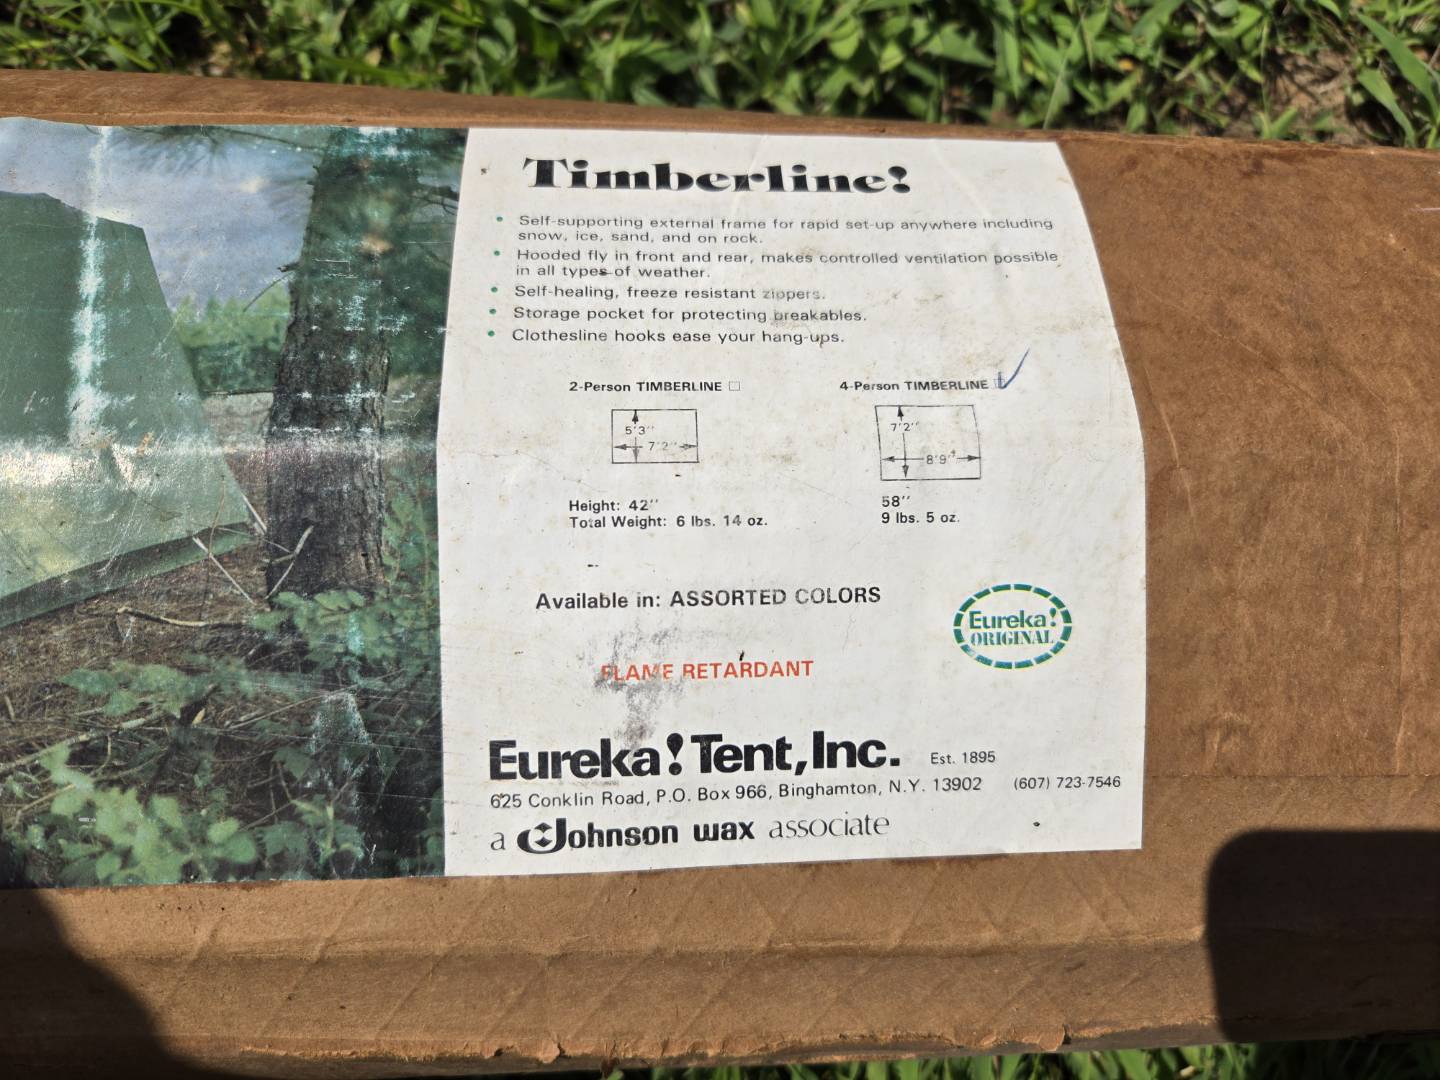 Timberline!
• Self-supporting external frame for rapid set-up anywhere including
snow, ice, sand, and on rock.
• Hooded fly in front and rear, makes controlled ventilation possible
in all types of weather.
• Self-healing, freeze resistant zippers.
• Storage pocket for protecting breakables.
• Clothesline hooks ease your hang-ups.
2-Person TIMBERLINE □ 4-Person TIMBERLINE ☑
5'3" 7'2"
7'2" 8'9"
Height: 42" 58"
Total Weight: 6 lbs. 14 oz. 9 lbs. 5 oz.
Available in: ASSORTED COLORS
Eureka!
ORIGINAL
FLAME RETARDANT
Eureka! Tent, Inc. Est. 1895
625 Conklin Road, P.O. Box 966, Binghamton, N.Y. 13902 (607) 723-7546
a Johnson wax associate